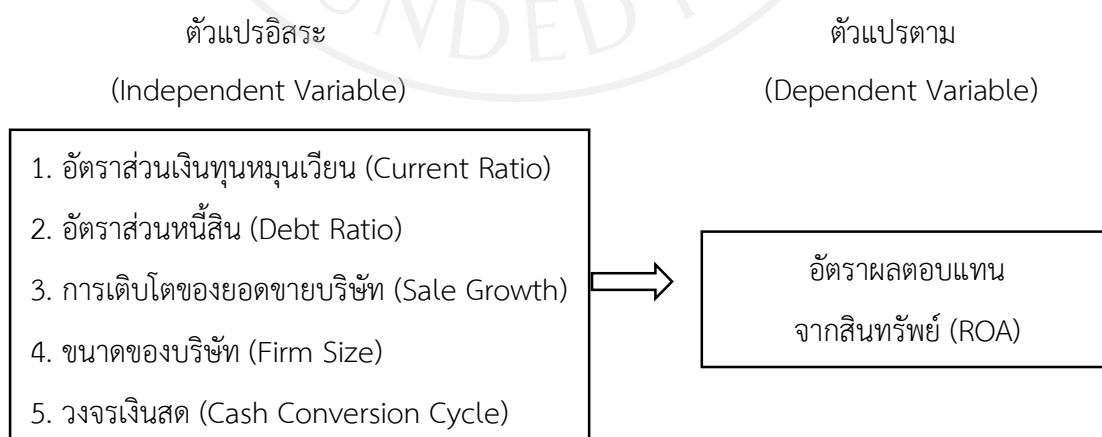 ตัวแปรอิสระ
(Independent Variable)
ตัวแปรตาม
(Dependent Variable)
1. อัตราส่วนเงินทุนหมุนเวียน (Current Ratio)
2. อัตราส่วนหนี้สิน (Debt Ratio)
3. การเติบโตของยอดขายบริษัท (Sale Growth)
4. ขนาดของบริษัท (Firm Size)
5. วงจรเงินสด (Cash Conversion Cycle)
อัตราผลตอบแทน
จากสินทรัพย์ (ROA)